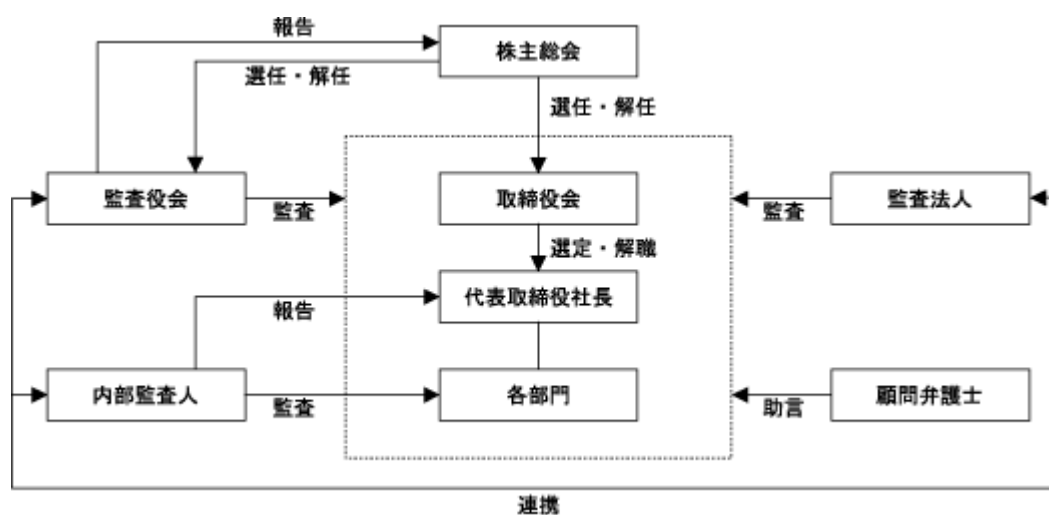 報告
株主総会
選任・解任
選任・解任
監査役会
監査
取締役会
監査
監査法人
選定・解職
代表取締役社長
報告
内部監査人
監査
各部門
助言
顧問弁護士
連携